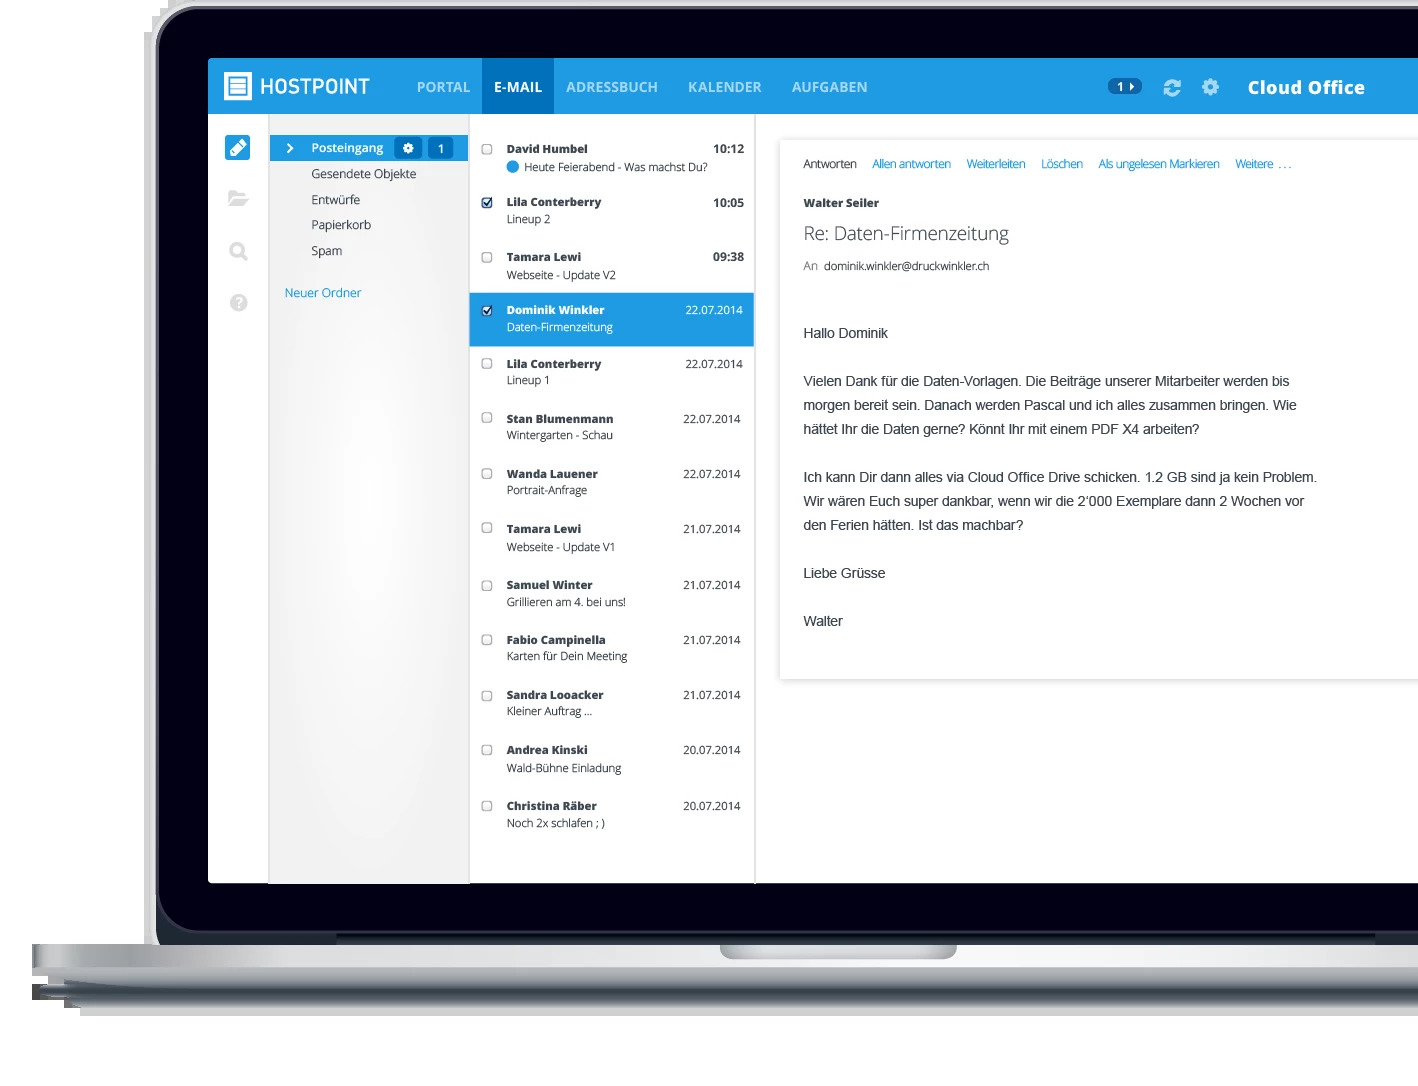 HOSTPOINT
PORTAL
E-MAIL
ADRESSBUCH
KALENDER
AUFGABEN
1
Cloud Office
Posteingang
1
Gesendete Objekte
Entwürfe
Papierkorb
Spam
Neuer Ordner
David Humbel 10:12
Heute Feierabend - Was machst Du?
Lila Conterberry 10:05
Lineup 2
Tamara Lewi 09:38
Webseite - Update V2
Dominik Winkler 22.07.2014
Daten-Firmenzeitung
Lila Conterberry 22.07.2014
Lineup 1
Stan Blumenmann 22.07.2014
Wintergarten - Schau
Wanda Lauener 22.07.2014
Portrait-Anfrage
Tamara Lewi 21.07.2014
Webseite - Update V1
Samuel Winter 21.07.2014
Grillieren am 4. bei uns!
Fabio Campinella 21.07.2014
Karten für Dein Meeting
Sandra Looacker 21.07.2014
Kleiner Auftrag ...
Andrea Kinski 20.07.2014
Wald-Bühne Einladung
Christina Räber 20.07.2014
Noch 2x schlafen ; )
Antworten Allen antworten Weiterleiten Löschen Als ungelesen Markieren Weitere ...
Walter Seiler
Re: Daten-Firmenzeitung
An dominik.winkler@druckwinkler.ch
Hallo Dominik
Vielen Dank für die Daten-Vorlagen. Die Beiträge unserer Mitarbeiter werden bis
morgen bereit sein. Danach werden Pascal und ich alles zusammen bringen. Wie
hättet Ihr die Daten gerne? Könnt Ihr mit einem PDF X4 arbeiten?
Ich kann Dir dann alles via Cloud Office Drive schicken. 1.2 GB sind ja kein Problem.
Wir wären Euch super dankbar, wenn wir die 2'000 Exemplare dann 2 Wochen vor
den Ferien hätten. Ist das machbar?
Liebe Grüsse
Walter